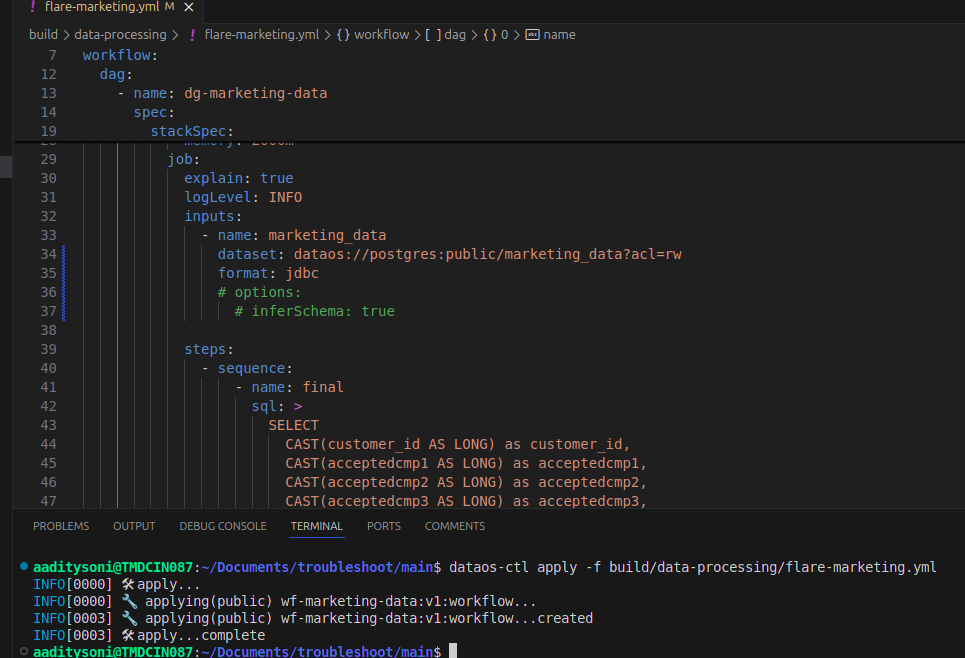 ! flare-marketing.yml M ×
build > data-processing > ! flare-marketing.yml > {} workflow > [ ] dag > {} 0 > abc name
7 workflow:
12 dag:
13 - name: dg-marketing-data
14 spec:
19 stackSpec:
28 memory: 2000m
29 job:
30 explain: true
31 logLevel: INFO
32 inputs:
33 - name: marketing_data
34 dataset: dataos://postgres:public/marketing_data?acl=rw
35 format: jdbc
36 # options:
37 # inferSchema: true
38
39 steps:
40 - sequence:
41 - name: final
42 sql: >
43 SELECT
44 CAST(customer_id AS LONG) as customer_id,
45 CAST(acceptedcmp1 AS LONG) as acceptedcmp1,
46 CAST(acceptedcmp2 AS LONG) as acceptedcmp2,
47 CAST(acceptedcmp3 AS LONG) as acceptedcmp3,
PROBLEMS OUTPUT DEBUG CONSOLE TERMINAL PORTS COMMENTS
aaditysoni@TMDCIN087:~/Documents/troubleshoot/main$ dataos-ctl apply -f build/data-processing/flare-marketing.yml
INFO[0000] 🛠 apply...
INFO[0000] 🔧 applying(public) wf-marketing-data:v1:workflow...
INFO[0003] 🔧 applying(public) wf-marketing-data:v1:workflow...created
INFO[0003] 🛠 apply...complete
aaditysoni@TMDCIN087:~/Documents/troubleshoot/main$